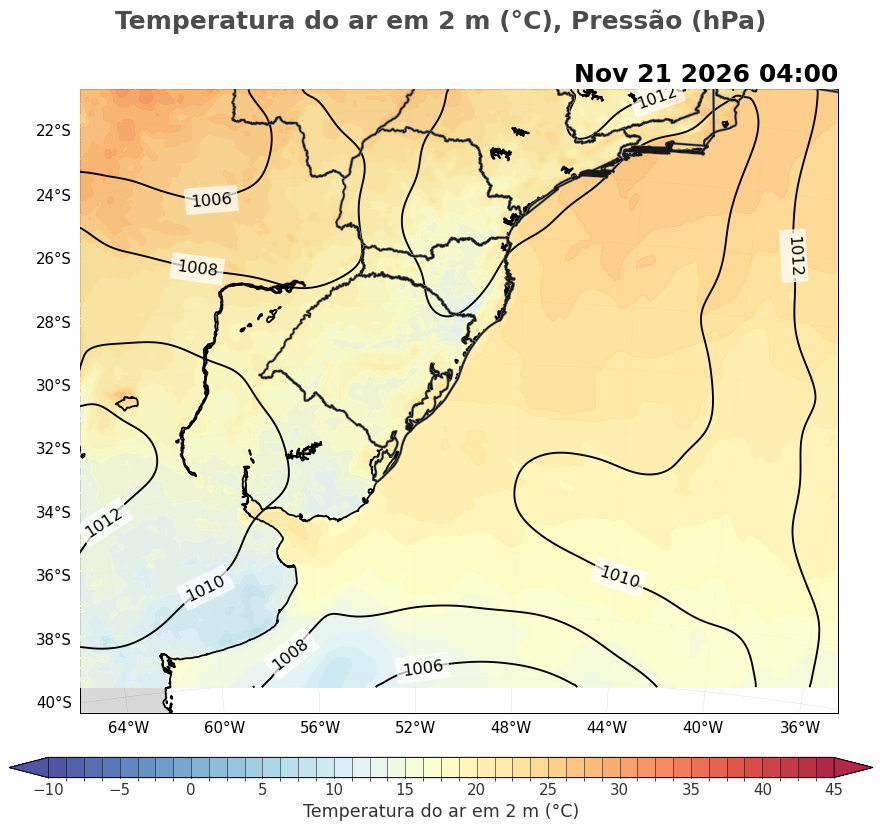 Temperatura do ar em 2 m (°C), Pressão (hPa)
Nov 21 2026 04:00
1012
22°S
24°S
1006
26°S
1012
1008
28°S
30°S
32°S
34°S
1012
36°S
1010
1010
38°S
1008
1006
40°S
64°W 60°W 56°W 52°W 48°W 44°W 40°W 36°W
−10 −5 0 5 10 15 20 25 30 35 40 45
Temperatura do ar em 2 m (°C)